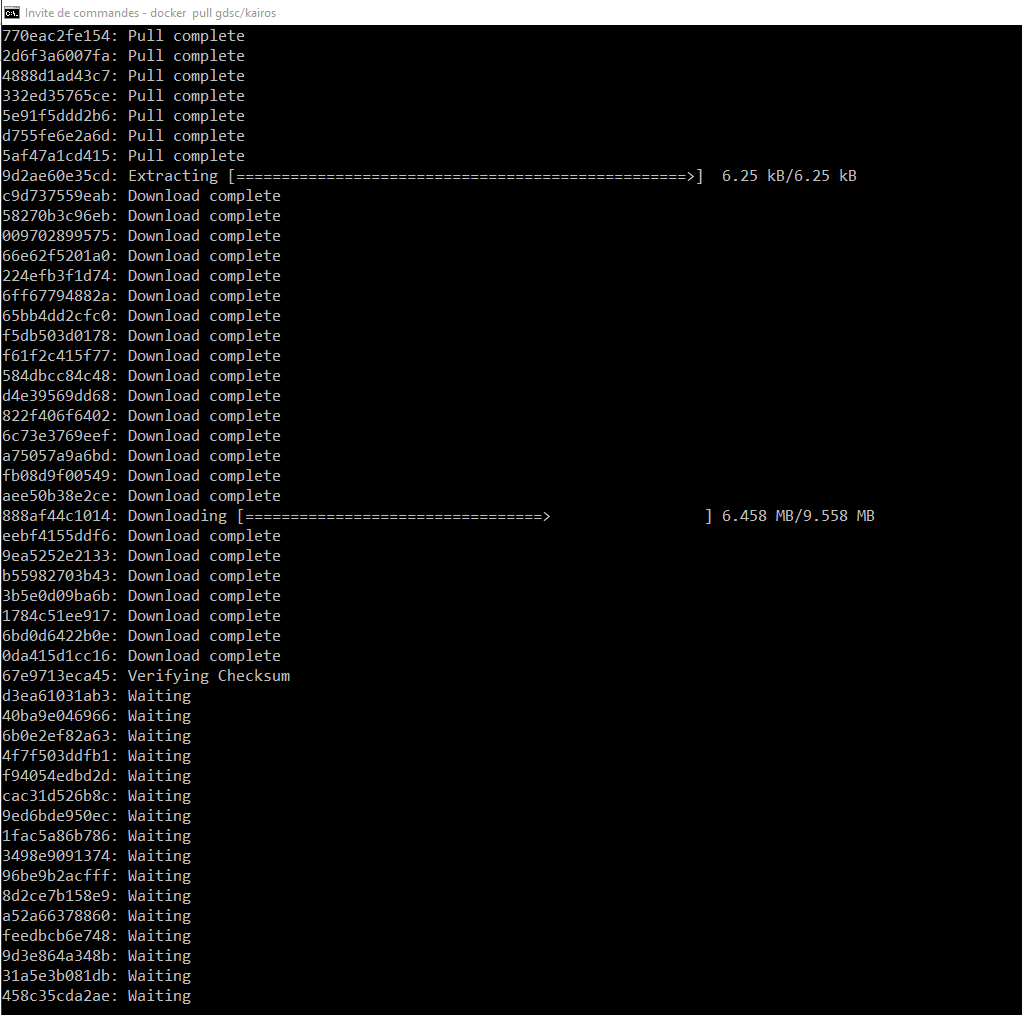 Invite de commandes - docker pull gdsc/kairos
770eac2fe154: Pull complete
2d6f3a6007fa: Pull complete
4888d1ad43c7: Pull complete
332ed35765ce: Pull complete
5e91f5ddd2b6: Pull complete
d755fe6e2a6d: Pull complete
5af47a1cd415: Pull complete
9d2ae60e35cd: Extracting [==================================================>]  6.25 kB/6.25 kB
c9d737559eab: Download complete
58270b3c96eb: Download complete
009702899575: Download complete
66e62f5201a0: Download complete
224efb3f1d74: Download complete
6ff67794882a: Download complete
65bb4dd2cfc0: Download complete
f5db503d0178: Download complete
f61f2c415f77: Download complete
584dbcc84c48: Download complete
d4e39569dd68: Download complete
822f406f6402: Download complete
6c73e3769eef: Download complete
a75057a9a6bd: Download complete
fb08d9f00549: Download complete
aee50b38e2ce: Download complete
888af44c1014: Downloading [=================================>                 ] 6.458 MB/9.558 MB
eebf4155ddf6: Download complete
9ea5252e2133: Download complete
b55982703b43: Download complete
3b5e0d09ba6b: Download complete
1784c51ee917: Download complete
6bd0d6422b0e: Download complete
0da415d1cc16: Download complete
67e9713eca45: Verifying Checksum
d3ea61031ab3: Waiting
40ba9e046966: Waiting
6b0e2ef82a63: Waiting
4f7f503ddfb1: Waiting
f94054edbd2d: Waiting
cac31d526b8c: Waiting
9ed6bde950ec: Waiting
1fac5a86b786: Waiting
3498e9091374: Waiting
96be9b2acfff: Waiting
8d2ce7b158e9: Waiting
a52a66378860: Waiting
feedbcb6e748: Waiting
9d3e864a348b: Waiting
31a5e3b081db: Waiting
458c35cda2ae: Waiting